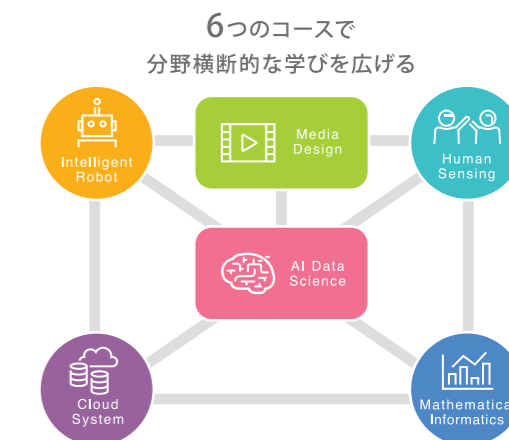 6つのコースで
分野横断的な学びを広げる
Intelligent
Robot
Media
Design
Human
Sensing
AI Data
Science
Cloud
System
Mathematical
Informatics